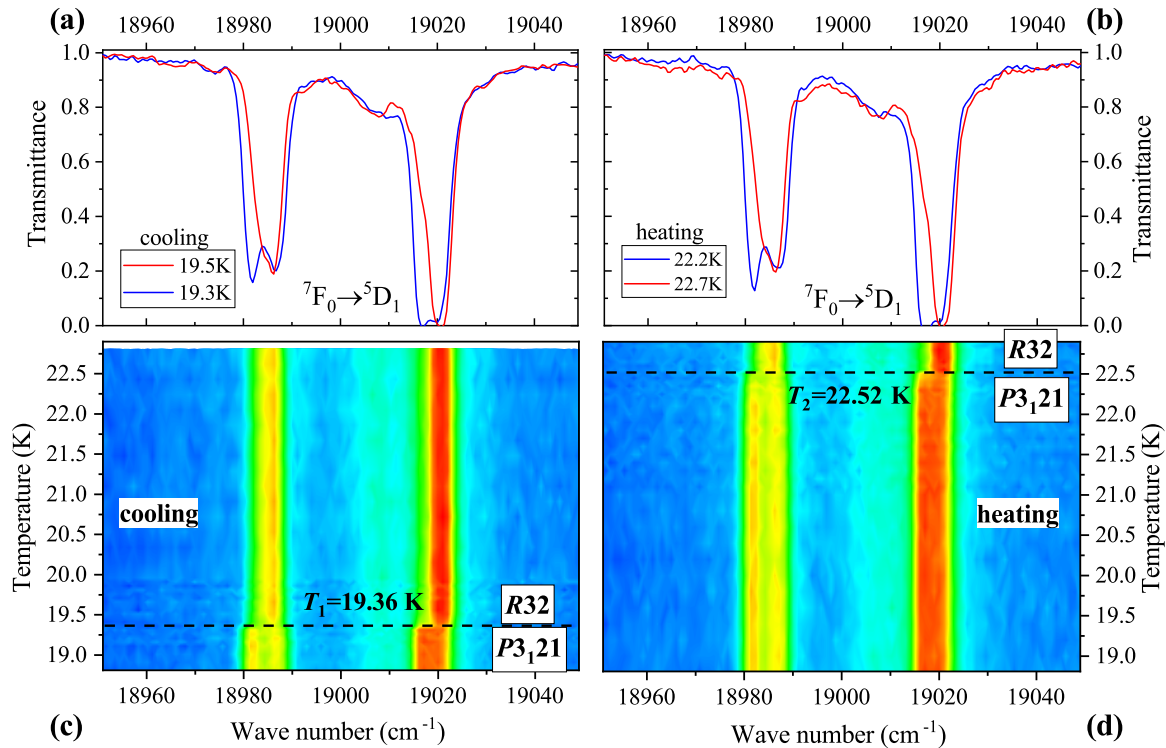 (a)
18960 18980 19000 19020 19040
1.0
0.8
0.6
0.4
0.2
0.0
Transmittance
cooling
19.5K
19.3K
⁷F₀→⁵D₁
(b)
18960 18980 19000 19020 19040
1.0
0.8
0.6
0.4
0.2
0.0
Transmittance
heating
22.2K
22.7K
⁷F₀→⁵D₁
22.5
22.0
21.5
21.0
20.5
20.0
19.5
19.0
Temperature (K)
cooling
T₁=19.36 K
R32
P3₁21
18960 18980 19000 19020 19040
Wave number (cm⁻¹)
(c)
R32
T₂=22.52 K
P3₁21
heating
22.5
22.0
21.5
21.0
20.5
20.0
19.5
19.0
Temperature (K)
18960 18980 19000 19020 19040
Wave number (cm⁻¹)
(d)